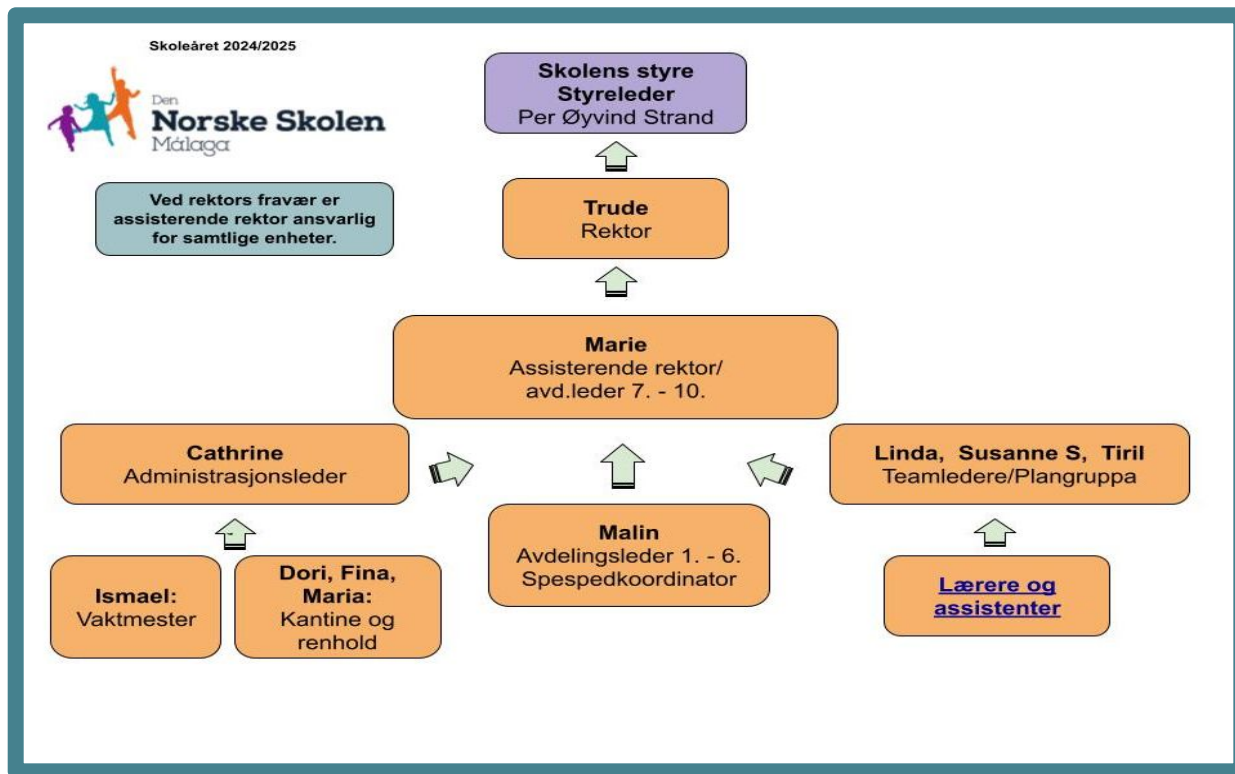 Skoleåret 2024/2025
Den
Norske Skolen
Málaga
Ved rektors fravær er
assisterende rektor ansvarlig
for samtlige enheter.
Skolens styre
Styreleder
Per Øyvind Strand
Trude
Rektor
Marie
Assisterende rektor/
avd.leder 7. - 10.
Cathrine
Administrasjonsleder
Linda, Susanne S, Tiril
Teamledere/Plangruppa
Malin
Avdelingsleder 1. - 6.
Spespedkoordinator
Ismael:
Vaktmester
Dori, Fina,
Maria:
Kantine og
renhold
Lærere og
assistenter